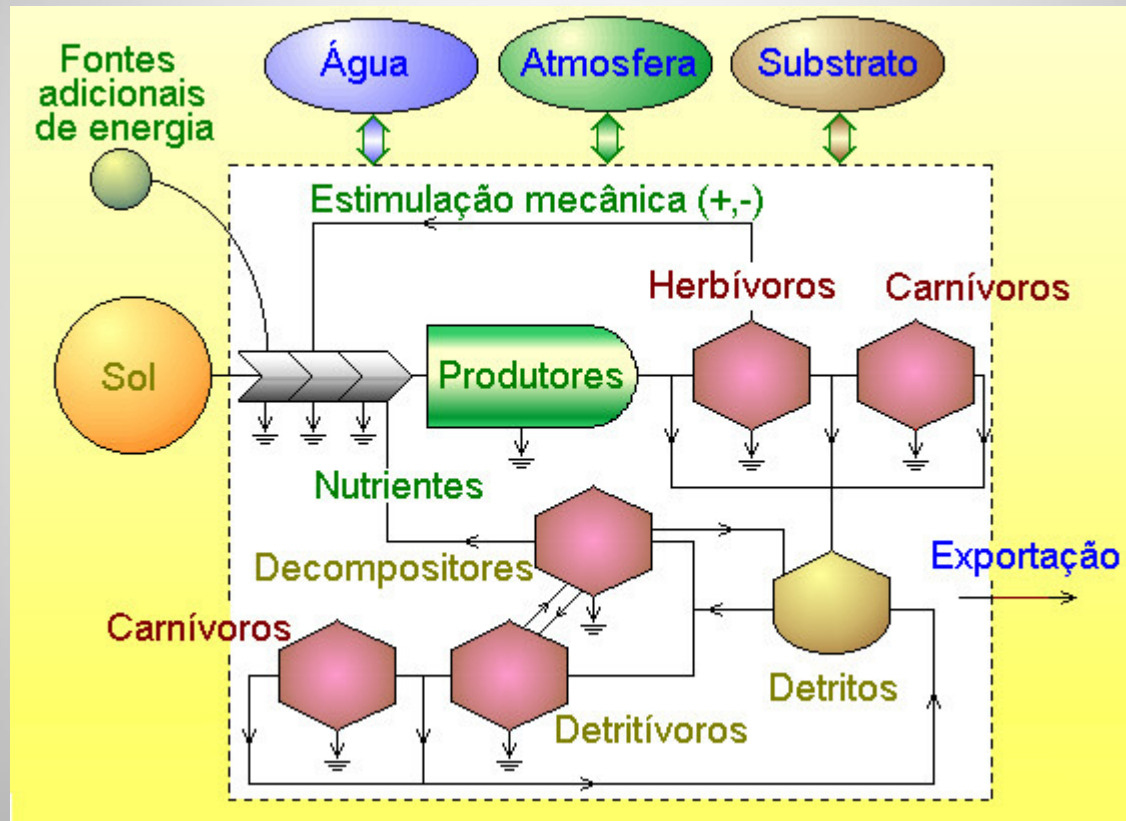 Fontes
adicionais
de energia
Água
Atmosfera
Substrato
Estimulação mecânica (+,-)
Herbívoros
Carnívoros
Sol
Produtores
Nutrientes
Decompositores
Exportação
Carnívoros
Detritos
Detritívoros